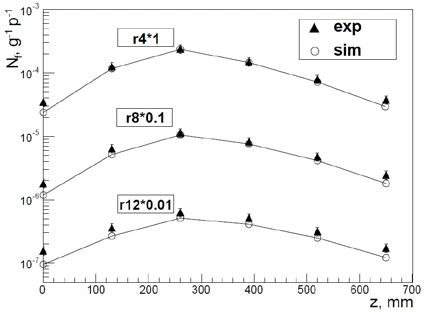 10⁻³
N_f, g⁻¹ p⁻¹
exp
sim
r4*1
10⁻⁴
r8*0.1
10⁻⁵
10⁻⁶
r12*0.01
10⁻⁷
0 100 200 300 400 500 600 700
z, mm